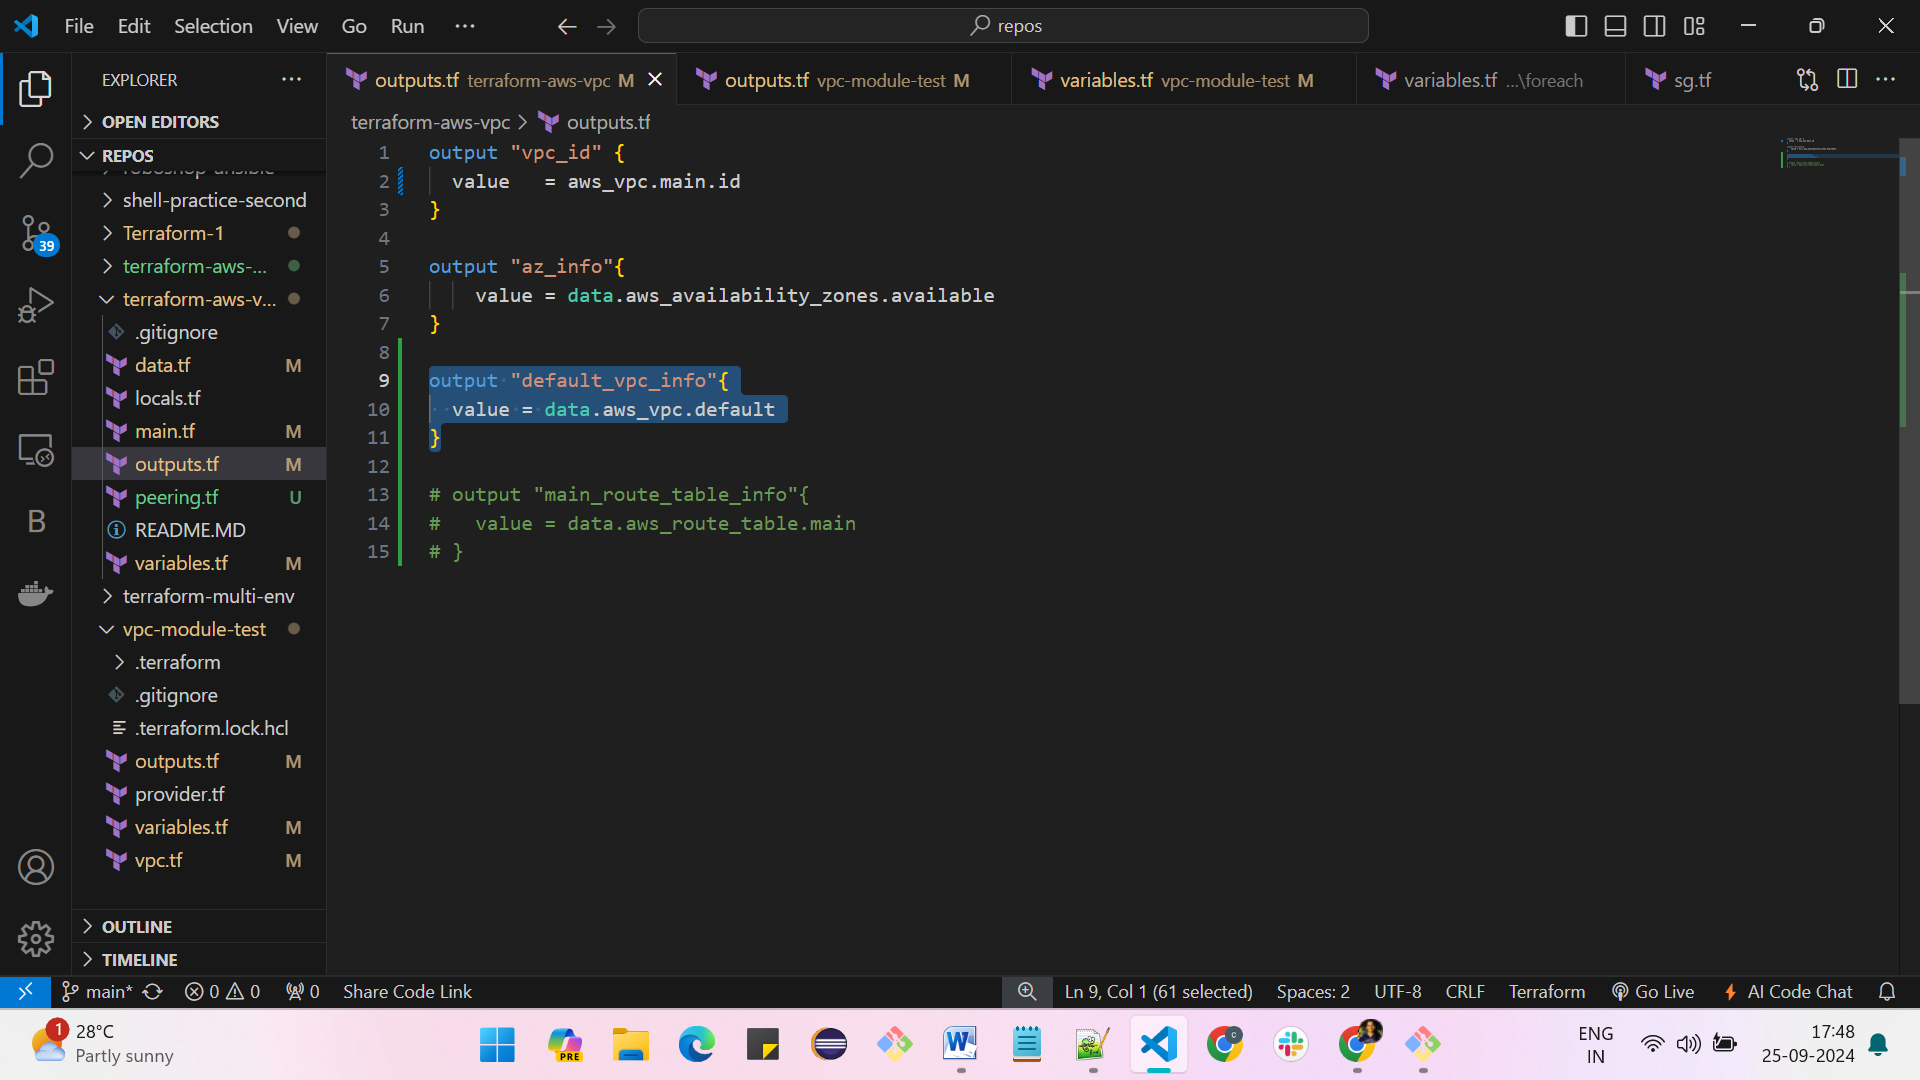 File Edit Selection View Go Run ···
repos
EXPLORER
outputs.tf terraform-aws-vpc M
outputs.tf vpc-module-test M
variables.tf vpc-module-test M
variables.tf ...\foreach
sg.tf
OPEN EDITORS
REPOS
roboshop-ansible
shell-practice-second
Terraform-1
terraform-aws-...
terraform-aws-v...
.gitignore
data.tf M
locals.tf
main.tf M
outputs.tf M
peering.tf U
README.MD
variables.tf M
terraform-multi-env
vpc-module-test
.terraform
.gitignore
.terraform.lock.hcl
outputs.tf M
provider.tf
variables.tf M
vpc.tf M
OUTLINE
TIMELINE
39
B
terraform-aws-vpc > outputs.tf
1 output "vpc_id" {
2 value   = aws_vpc.main.id
3 }
4
5 output "az_info"{
6 value = data.aws_availability_zones.available
7 }
8
9 output "default_vpc_info"{
10 value = data.aws_vpc.default
11 }
12
13 # output "main_route_table_info"{
14 #   value = data.aws_route_table.main
15 # }
main* 0 0 0 Share Code Link Ln 9, Col 1 (61 selected) Spaces: 2 UTF-8 CRLF Terraform Go Live AI Code Chat
1 28°C
Partly sunny
PRE
W
C
ENG
IN
17:48
25-09-2024